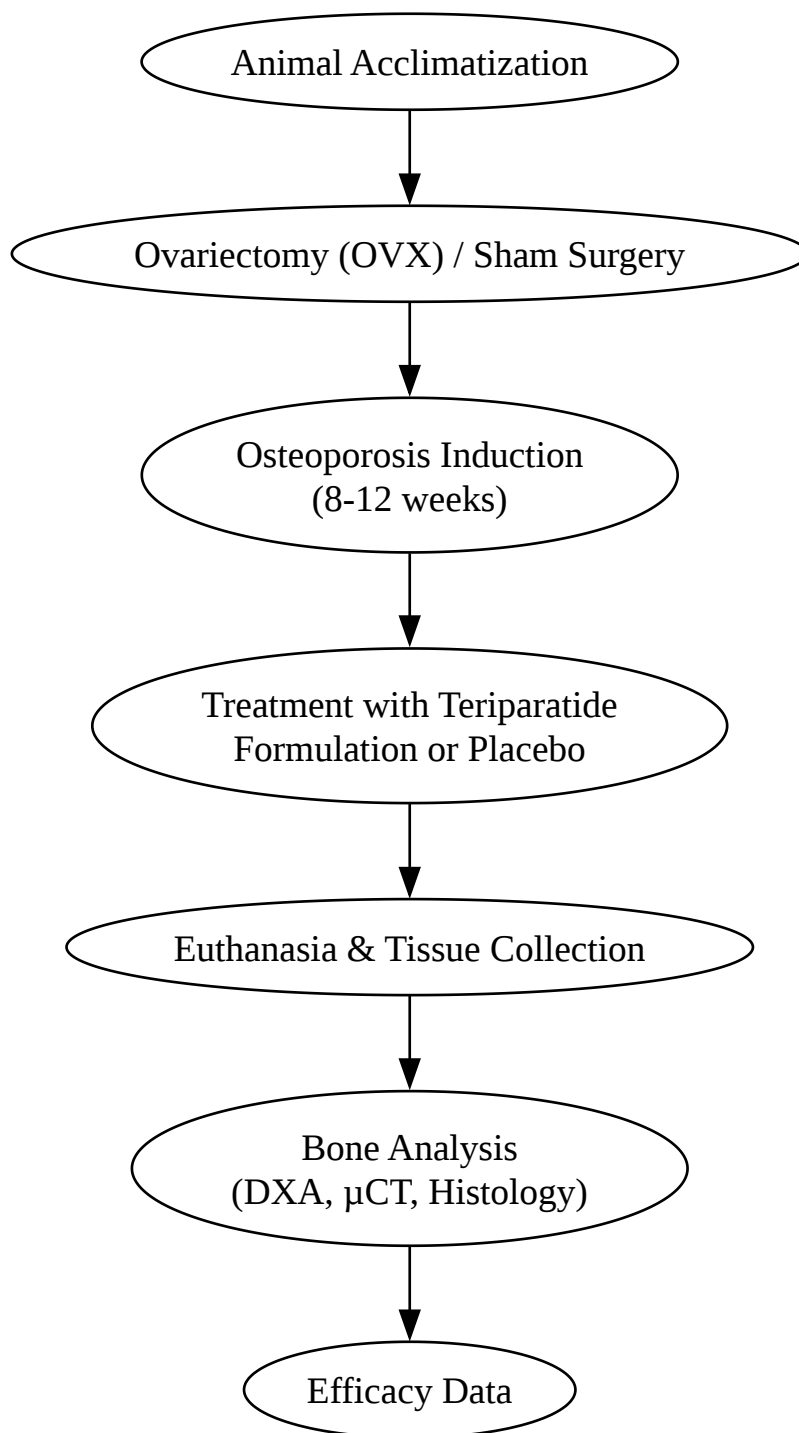 Animal Acclimatization
Ovariectomy (OVX) / Sham Surgery
Osteoporosis Induction
(8-12 weeks)
Treatment with Teriparatide
Formulation or Placebo
Euthanasia & Tissue Collection
Bone Analysis
(DXA, µCT, Histology)
Efficacy Data